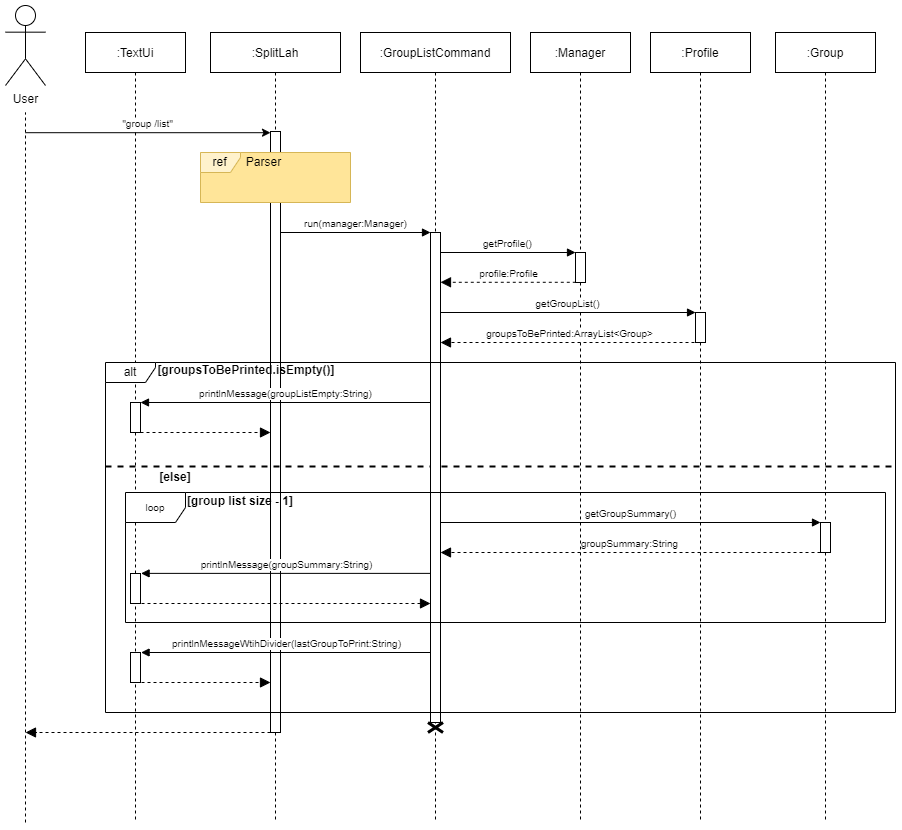 User
:TextUi
:SplitLah
:GroupListCommand
:Manager
:Profile
:Group
"group /list"
ref
Parser
run(manager:Manager)
getProfile()
profile:Profile
getGroupList()
groupsToBePrinted:ArrayList<Group>
alt
[groupsToBePrinted.isEmpty()]
printlnMessage(groupListEmpty:String)
[else]
loop
[group list size - 1]
getGroupSummary()
groupSummary:String
printlnMessage(groupSummary:String)
printlnMessageWtihDivider(lastGroupToPrint:String)